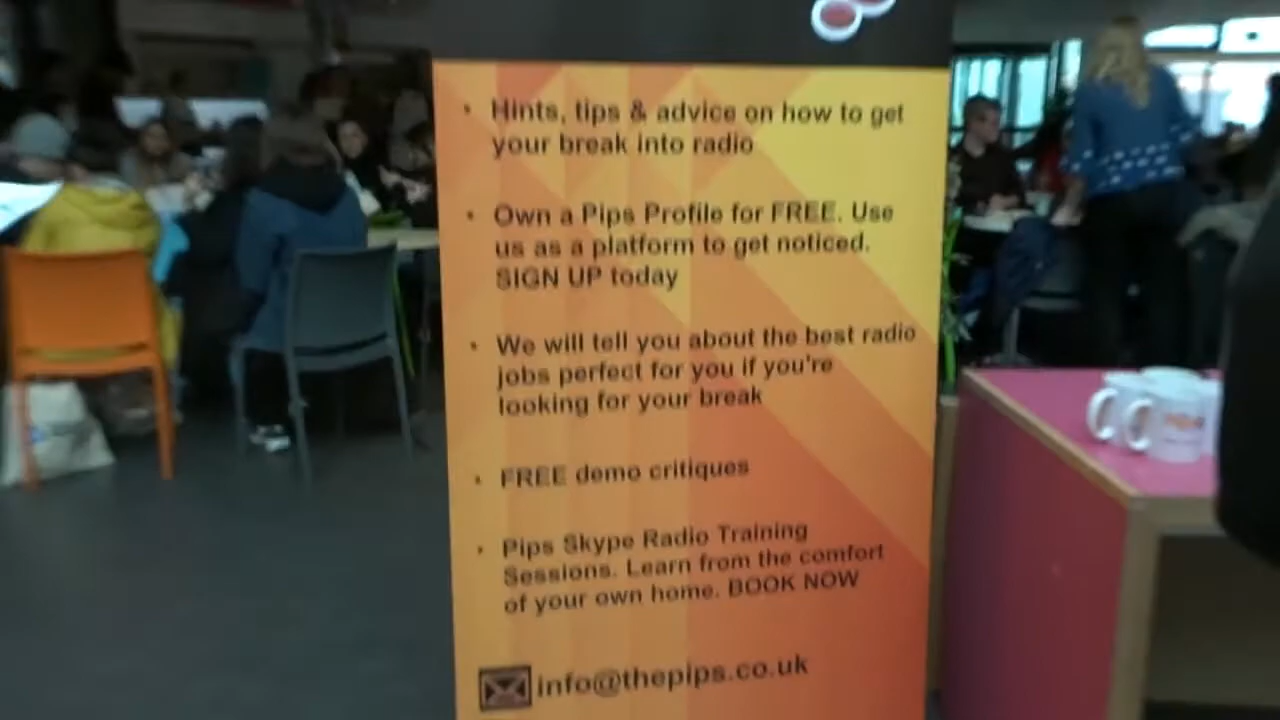 • Hints, tips & advice on how to get
your break into radio
• Own a Pips Profile for FREE. Use
us as a platform to get noticed.
SIGN UP today
• We will tell you about the best radio
jobs perfect for you if you're
looking for your break
• FREE demo critiques
• Pips Skype Radio Training
Sessions. Learn from the comfort
of your own home. BOOK NOW
info@thepips.co.uk